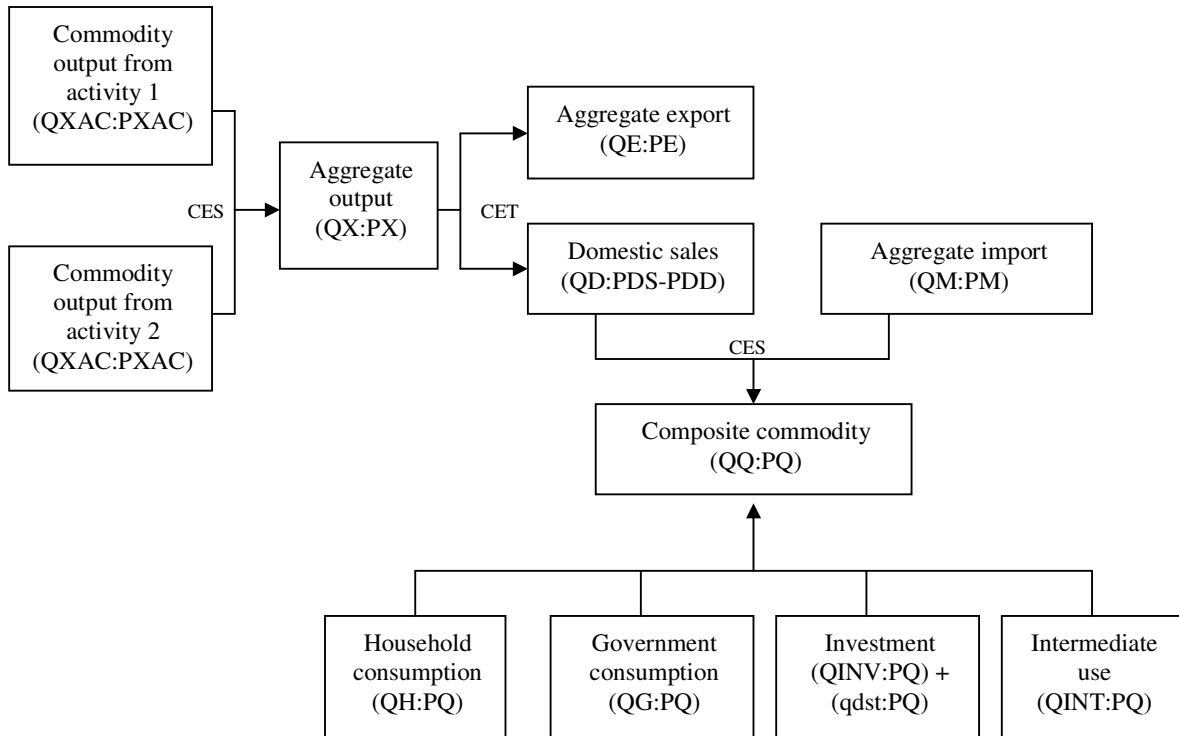 Commodity
output from
activity 1
(QXAC:PXAC)
CES
Commodity
output from
activity 2
(QXAC:PXAC)
Aggregate
output
(QX:PX)
CET
Aggregate export
(QE:PE)
Domestic sales
(QD:PDS-PDD)
Aggregate import
(QM:PM)
CES
Composite commodity
(QQ:PQ)
Household
consumption
(QH:PQ)
Government
consumption
(QG:PQ)
Investment
(QINV:PQ) +
(qdst:PQ)
Intermediate
use
(QINT:PQ)